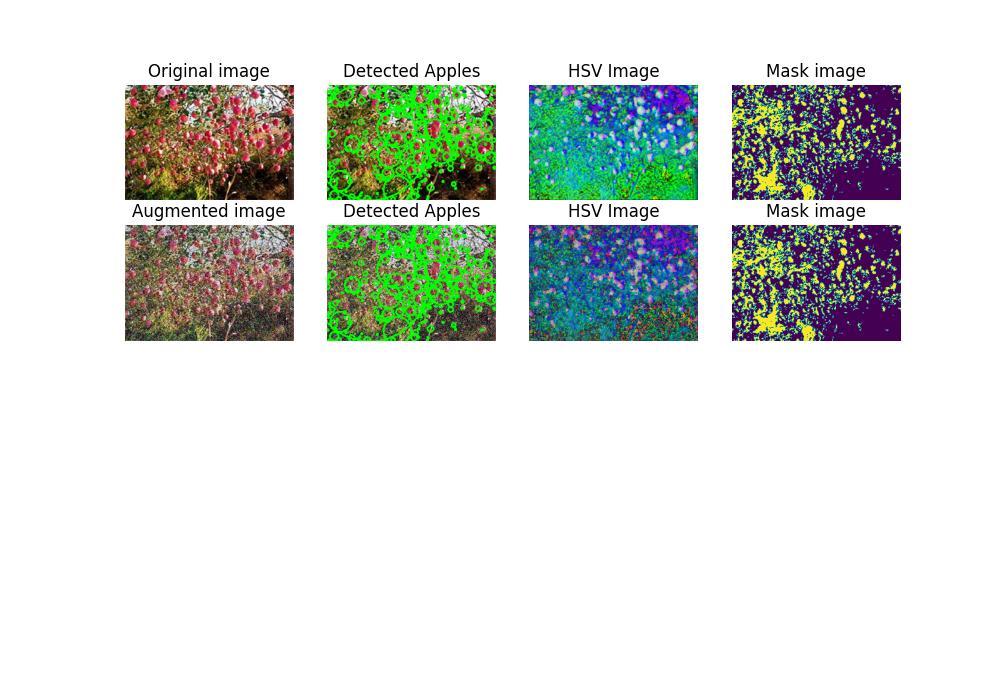 Original image
Detected Apples
HSV Image
Mask image
Augmented image
Detected Apples
HSV Image
Mask image